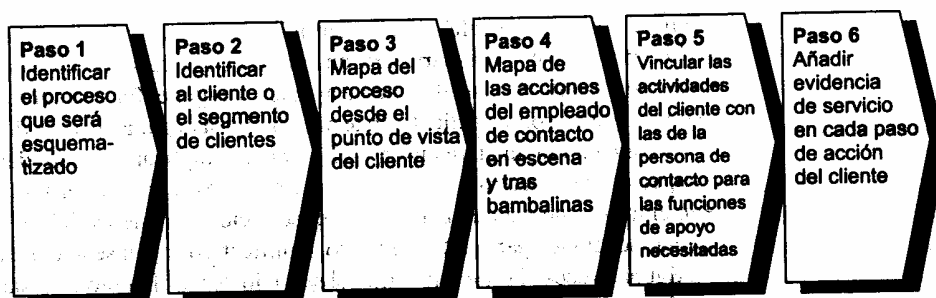 Paso 1
Identificar
el proceso
que será
esquema-
tizado
Paso 2
Identificar
al cliente o
el segmento
de clientes
Paso 3
Mapa del
proceso
desde el
punto de vista
del cliente
Paso 4
Mapa de
las acciones
del empleado
de contacto
en escena
y tras
bambalinas
Paso 5
Vincular las
actividades
del cliente con
las de la
persona de
contacto para
las funciones
de apoyo
necesitadas
Paso 6
Añadir
evidencia
de servicio
en cada paso
de acción
del cliente